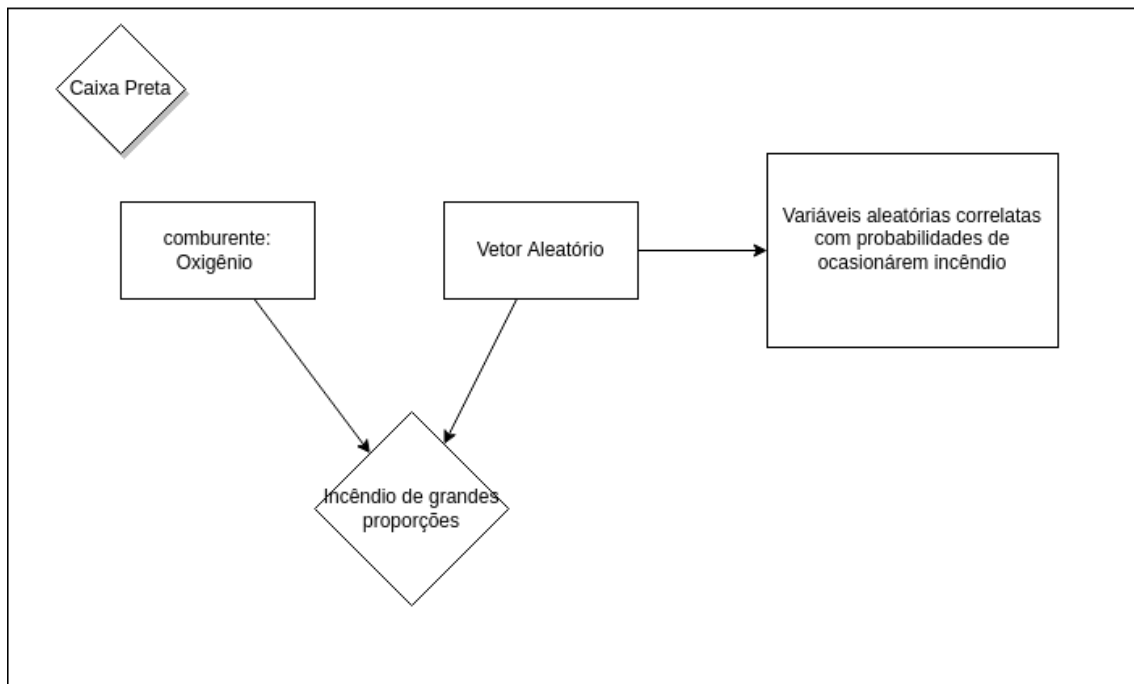 Caixa Preta
comburente:
Oxigênio
Vetor Aleatório
Variáveis aleatórias correlatas
com probabilidades de
ocasionárem incêndio
Incêndio de grandes
proporções